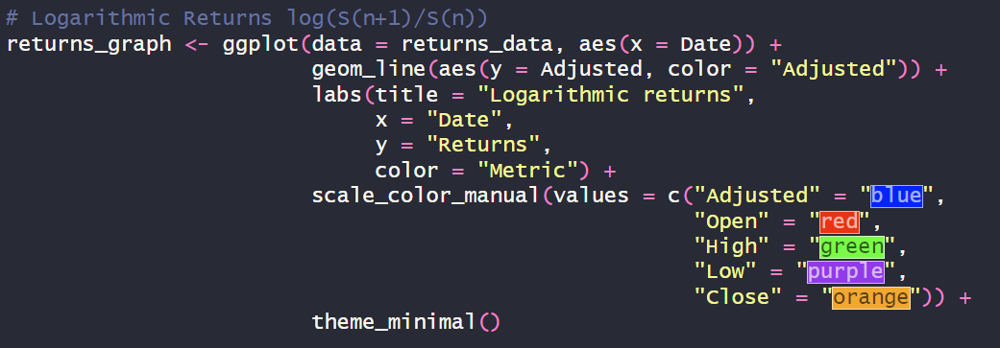 # Logarithmic Returns log(S(n+1)/S(n))
returns_graph <- ggplot(data = returns_data, aes(x = Date)) +
geom_line(aes(y = Adjusted, color = "Adjusted")) +
labs(title = "Logarithmic returns",
x = "Date",
y = "Returns",
color = "Metric") +
scale_color_manual(values = c("Adjusted" = "blue",
"Open" = "red",
"High" = "green",
"Low" = "purple",
"Close" = "orange")) +
theme_minimal()